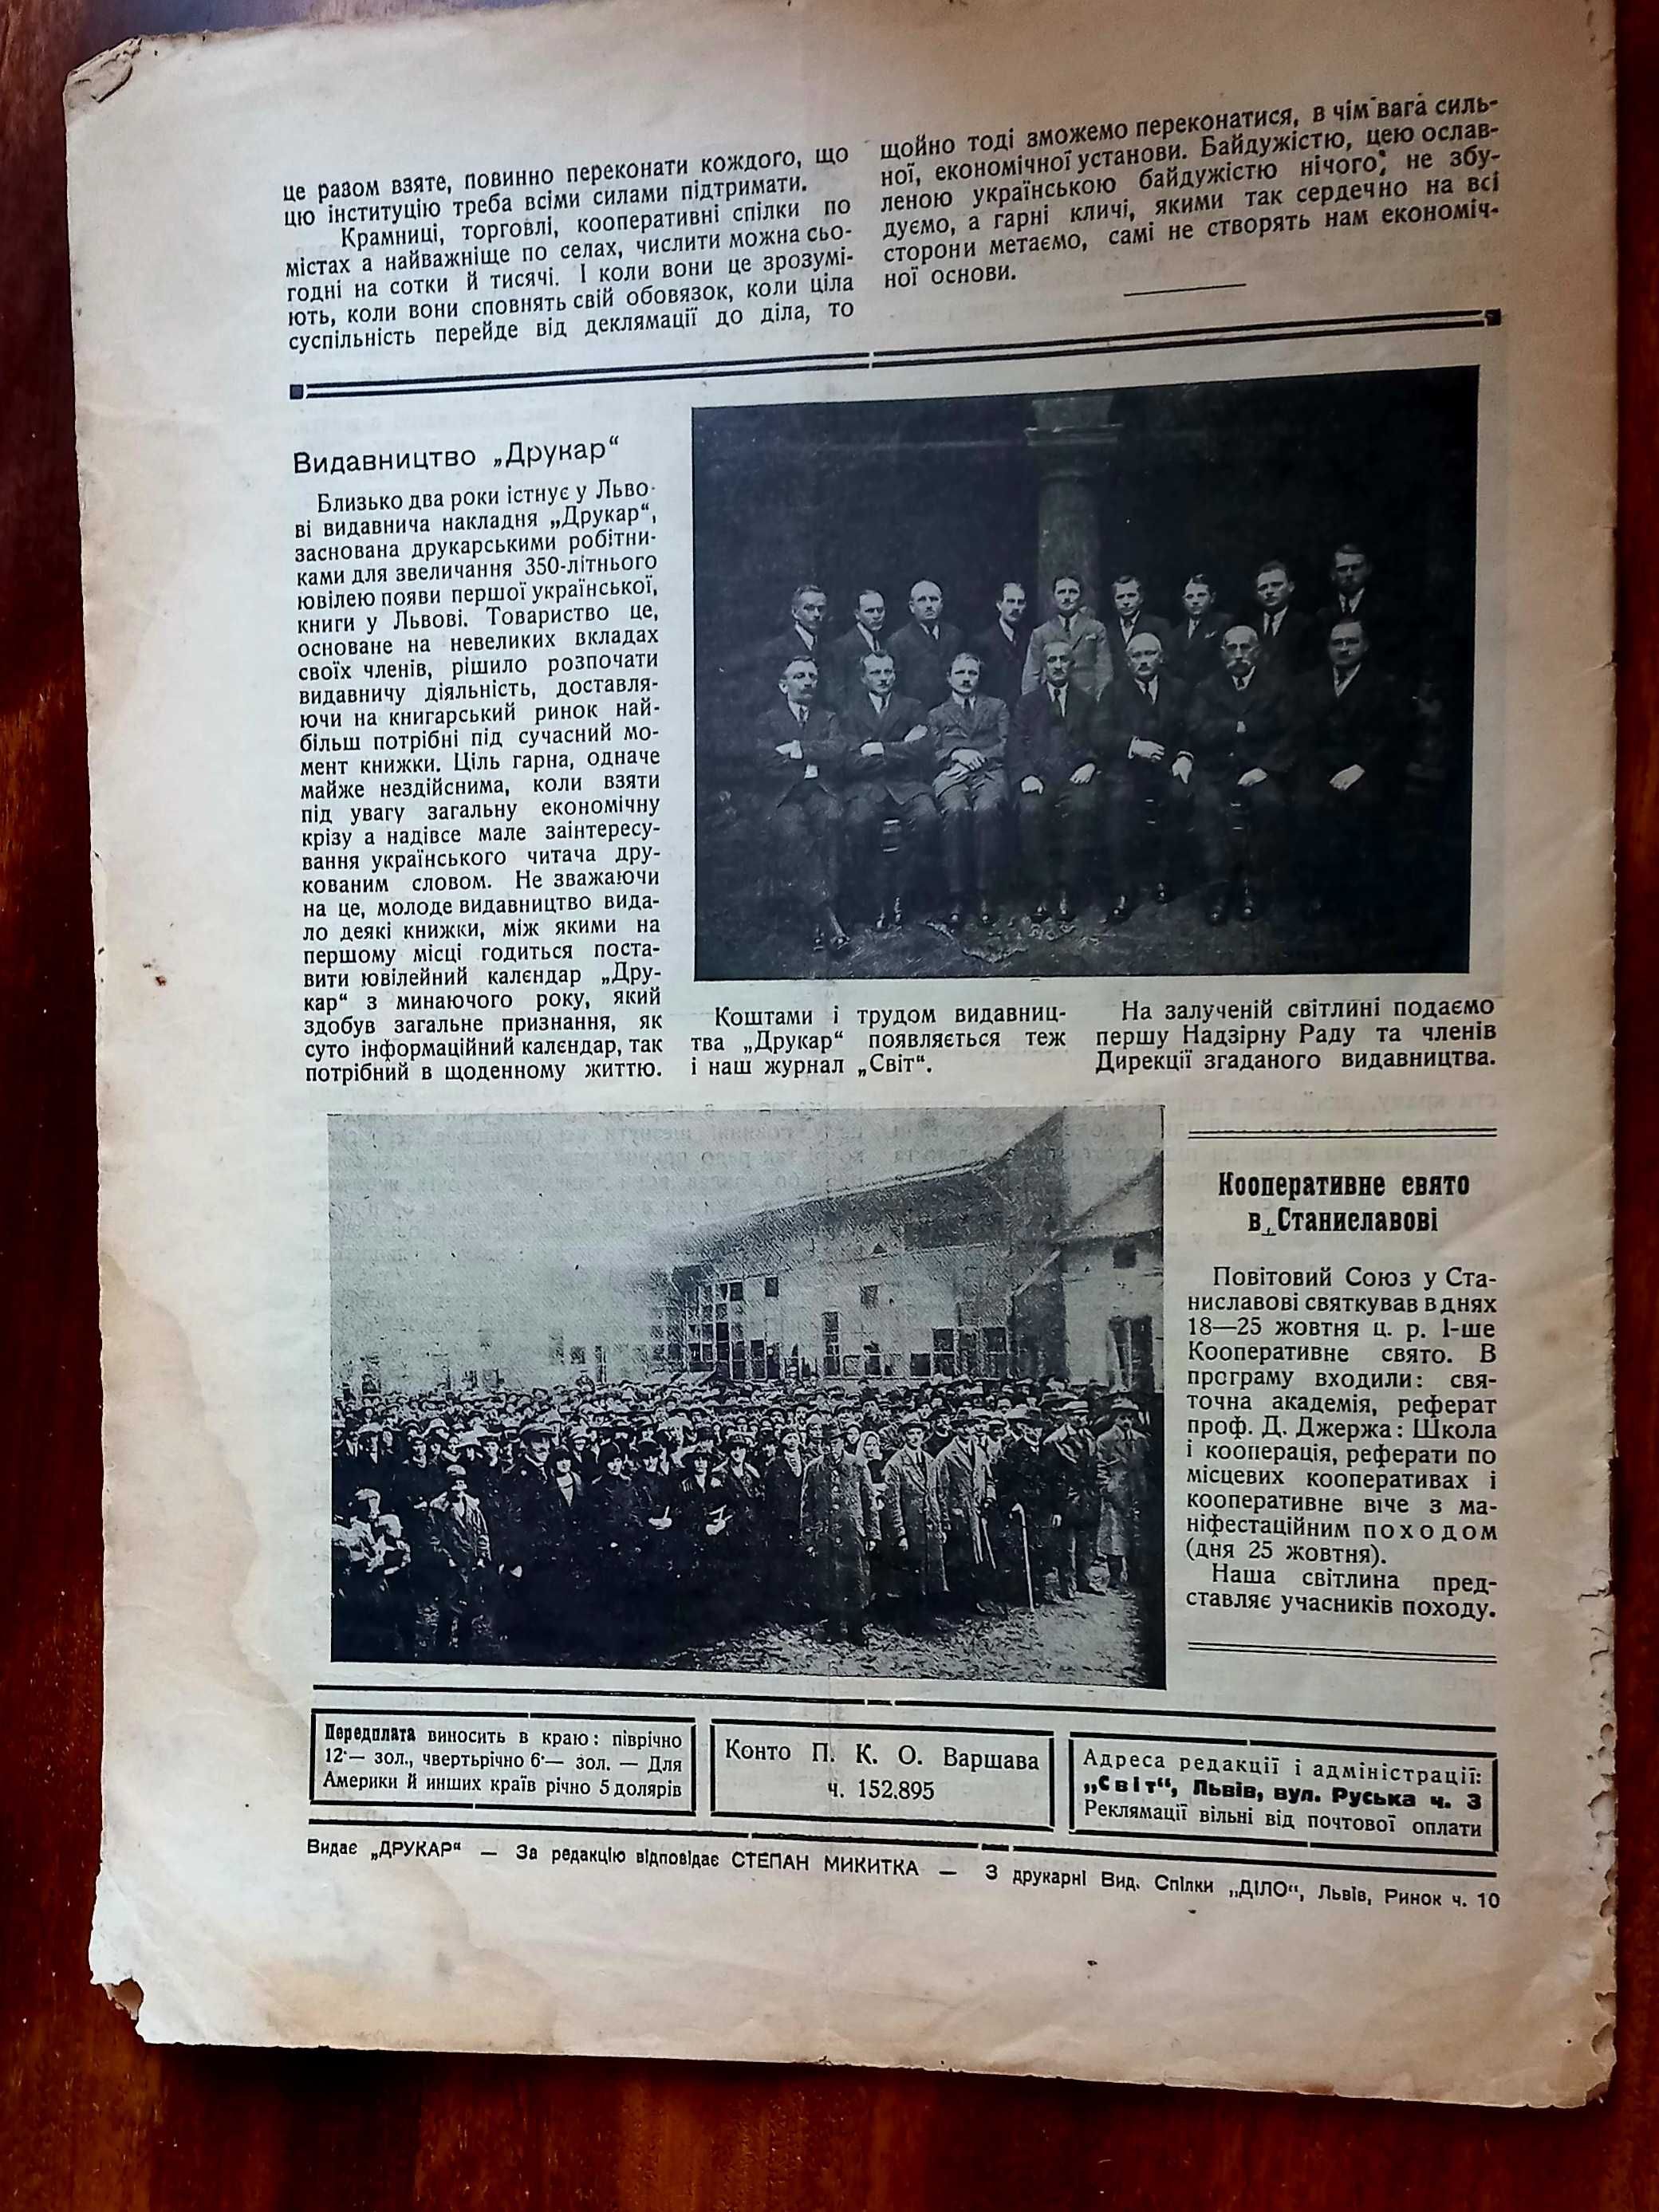 це разом взяте, повинно переконати кождого, що
цю інституцію треба всіми силами підтримати.
Крамниці, торговлі, кооперативні спілки по
містах а найважніще по селах, числити можна сьо-
годні на сотки й тисячі. І коли вони це зрозумі-
ють, коли вони сповнять свій обовязок, коли ціла
суспільність перейде від деклямації до діла, то
щойно тоді зможемо переконатися, в чім вага силь-
ної, економічної установи. Байдужістю, цею ослав-
леною українською байдужістю нічого, не збу-
дуємо, а гарні кличі, якими так сердечно на всі
сторони метаємо, самі не створять нам економіч-
ної основи.
Видавництво „Друкар“
Близько два роки істнує у Льво-
ві видавнича накладня „Друкар“,
заснована друкарськими робітни-
ками для звеличання 350-літнього
ювілею появи першої української,
книги у Львові. Товариство це,
основане на невеликих вкладах
своїх членів, рішило розпочати
видавничу діяльність, доставля-
ючи на книгарський ринок най-
більш потрібні під сучасний мо-
мент книжки. Ціль гарна, одначе
майже нездійснима, коли взяти
під увагу загальну економічну
крізу а надівсе мале заінтересу-
вання українського читача дру-
кованим словом. Не зважаючи
на це, молоде видавництво вида-
ло деякі книжки, між якими на
першому місці годиться поста-
вити ювілейний калєндар „Дру-
кар“ з минаючого року, який
здобув загальне признання, як
суто інформаційний калєндар, так
потрібний в щоденному життю.
Коштами і трудом видавниц-
тва „Друкар“ появляється теж
і наш журнал „Світ“.
На залученій світлині подаємо
першу Надзірну Раду та членів
Дирекції згаданого видавництва.
Кооперативне свято
в Станиславові
Повітовий Союз у Ста-
ниславові святкував в днях
18—25 жовтня ц. р. І-ше
Кооперативне свято. В
програму входили: свя-
точна академія, реферат
проф. Д. Джержа: Школа
і кооперація, реферати по
місцевих кооперативах і
кооперативне віче з ма-
ніфестаційним походом
(дня 25 жовтня).
Наша світлина пред-
ставляє учасників походу.
Передплата виносить в краю: піврічно
12·— зол., чвертьрічно 6·— зол. — Для
Америки й инших країв річно 5 долярів
Конто П. К. О. Варшава
ч. 152.895
Адреса редакції і адміністрації:
„Світ“, Львів, вул. Руська ч. 3
Реклямації вільні від почтової оплати
Видає „ДРУКАР“ — За редакцію відповідає СТЕПАН МИКИТКА — З друкарні Вид. Спілки „ДІЛО“, Львів, Ринок ч. 10